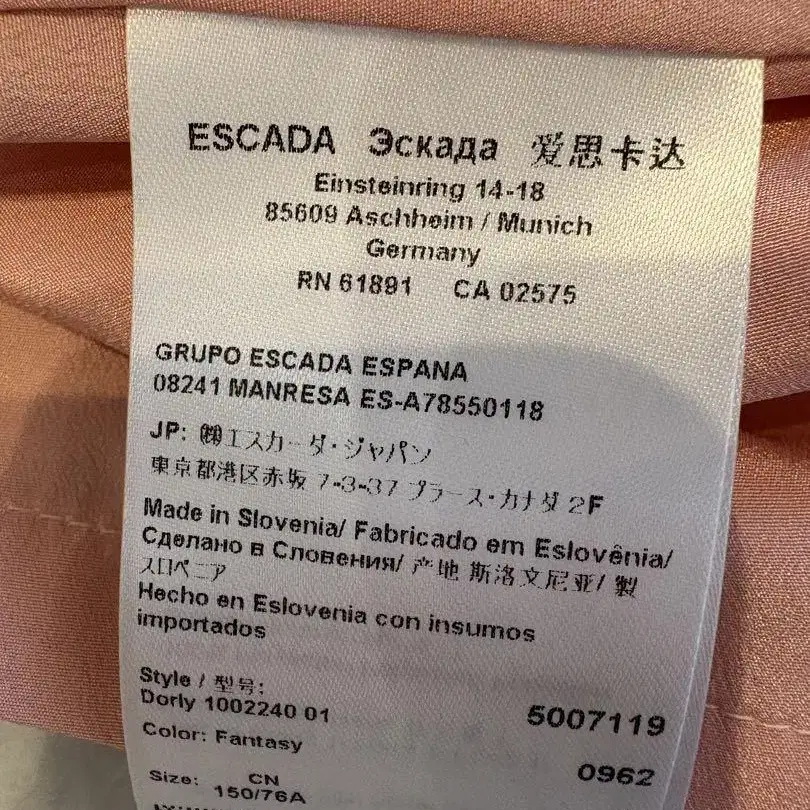 ESCADA Эскада 爱思卡达
Einsteinring 14-18
85609 Aschheim / Munich
Germany
RN 61891 CA 02575
GRUPO ESCADA ESPANA
08241 MANRESA ES-A78550118
JP: ㈱エスカーダ・ジャパン
東京都港区赤坂 7-3-37 プラース・カナダ 2F
Made in Slovenia/ Fabricado em Eslovênia/
Сделано в Словения/ 产地 斯洛文尼亚/ 製
スロベニア
Hecho en Eslovenia con insumos
importados
Style / 型号:
Dorly 1002240 01 5007119
Color: Fantasy 0962
Size: CN
150/76A